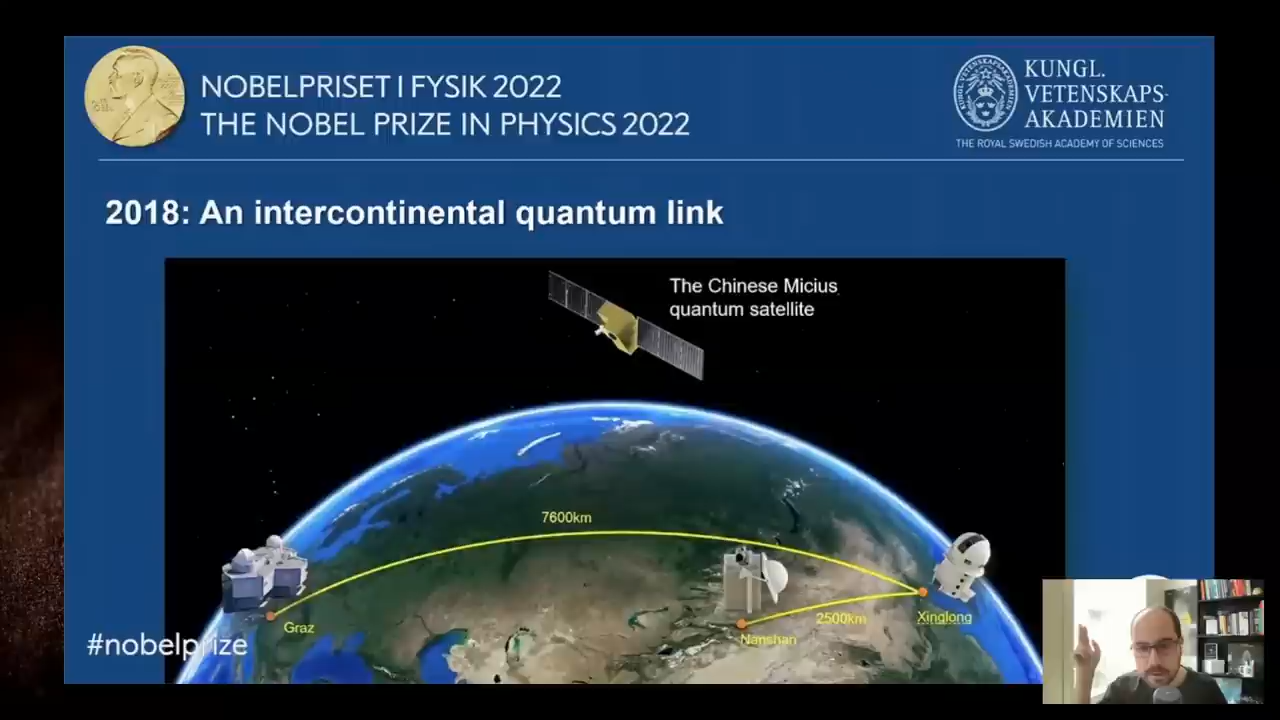 NOBELPRISET I FYSIK 2022
THE NOBEL PRIZE IN PHYSICS 2022
KUNGL.
VETENSKAPS-
AKADEMIEN
THE ROYAL SWEDISH ACADEMY OF SCIENCES
2018: An intercontinental quantum link
The Chinese Micius
quantum satellite
7600km
Graz
Nanshan
2500km
Xinglong
#nobelprize